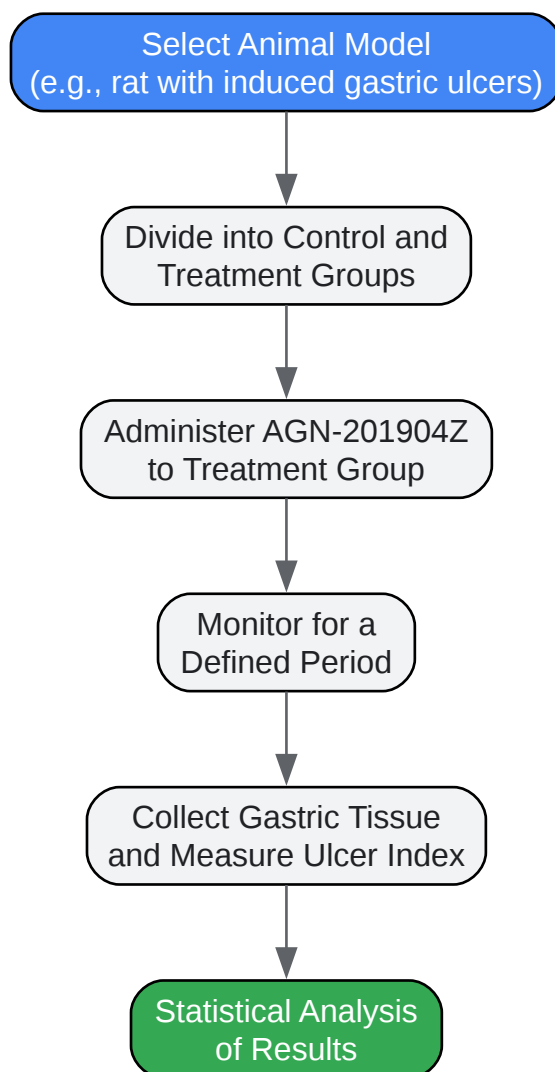 Select Animal Model
(e.g., rat with induced gastric ulcers)
Divide into Control and
Treatment Groups
Administer AGN-201904Z
to Treatment Group
Monitor for a
Defined Period
Collect Gastric Tissue
and Measure Ulcer Index
Statistical Analysis
of Results